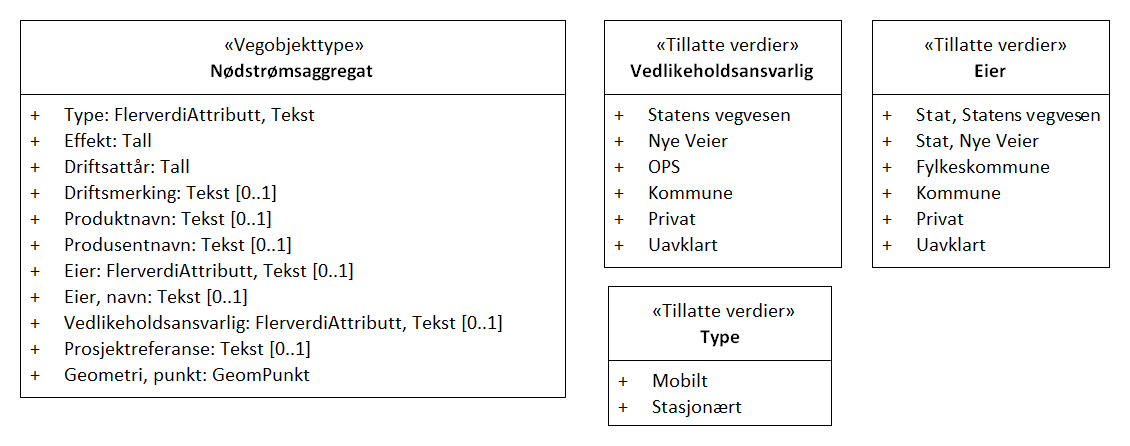 «Vegobjekttype»
Nødstrømsaggregat
+ Type: FlerverdiAttributt, Tekst
+ Effekt: Tall
+ Driftsattår: Tall
+ Driftsmerking: Tekst [0..1]
+ Produktnavn: Tekst [0..1]
+ Produsentnavn: Tekst [0..1]
+ Eier: FlerverdiAttributt, Tekst [0..1]
+ Eier, navn: Tekst [0..1]
+ Vedlikeholdsansvarlig: FlerverdiAttributt, Tekst [0..1]
+ Prosjektreferanse: Tekst [0..1]
+ Geometri, punkt: GeomPunkt
«Tillatte verdier»
Vedlikeholdsansvarlig
+ Statens vegvesen
+ Nye Veier
+ OPS
+ Kommune
+ Privat
+ Uavklart
«Tillatte verdier»
Eier
+ Stat, Statens vegvesen
+ Stat, Nye Veier
+ Fylkeskommune
+ Kommune
+ Privat
+ Uavklart
«Tillatte verdier»
Type
+ Mobilt
+ Stasjonært